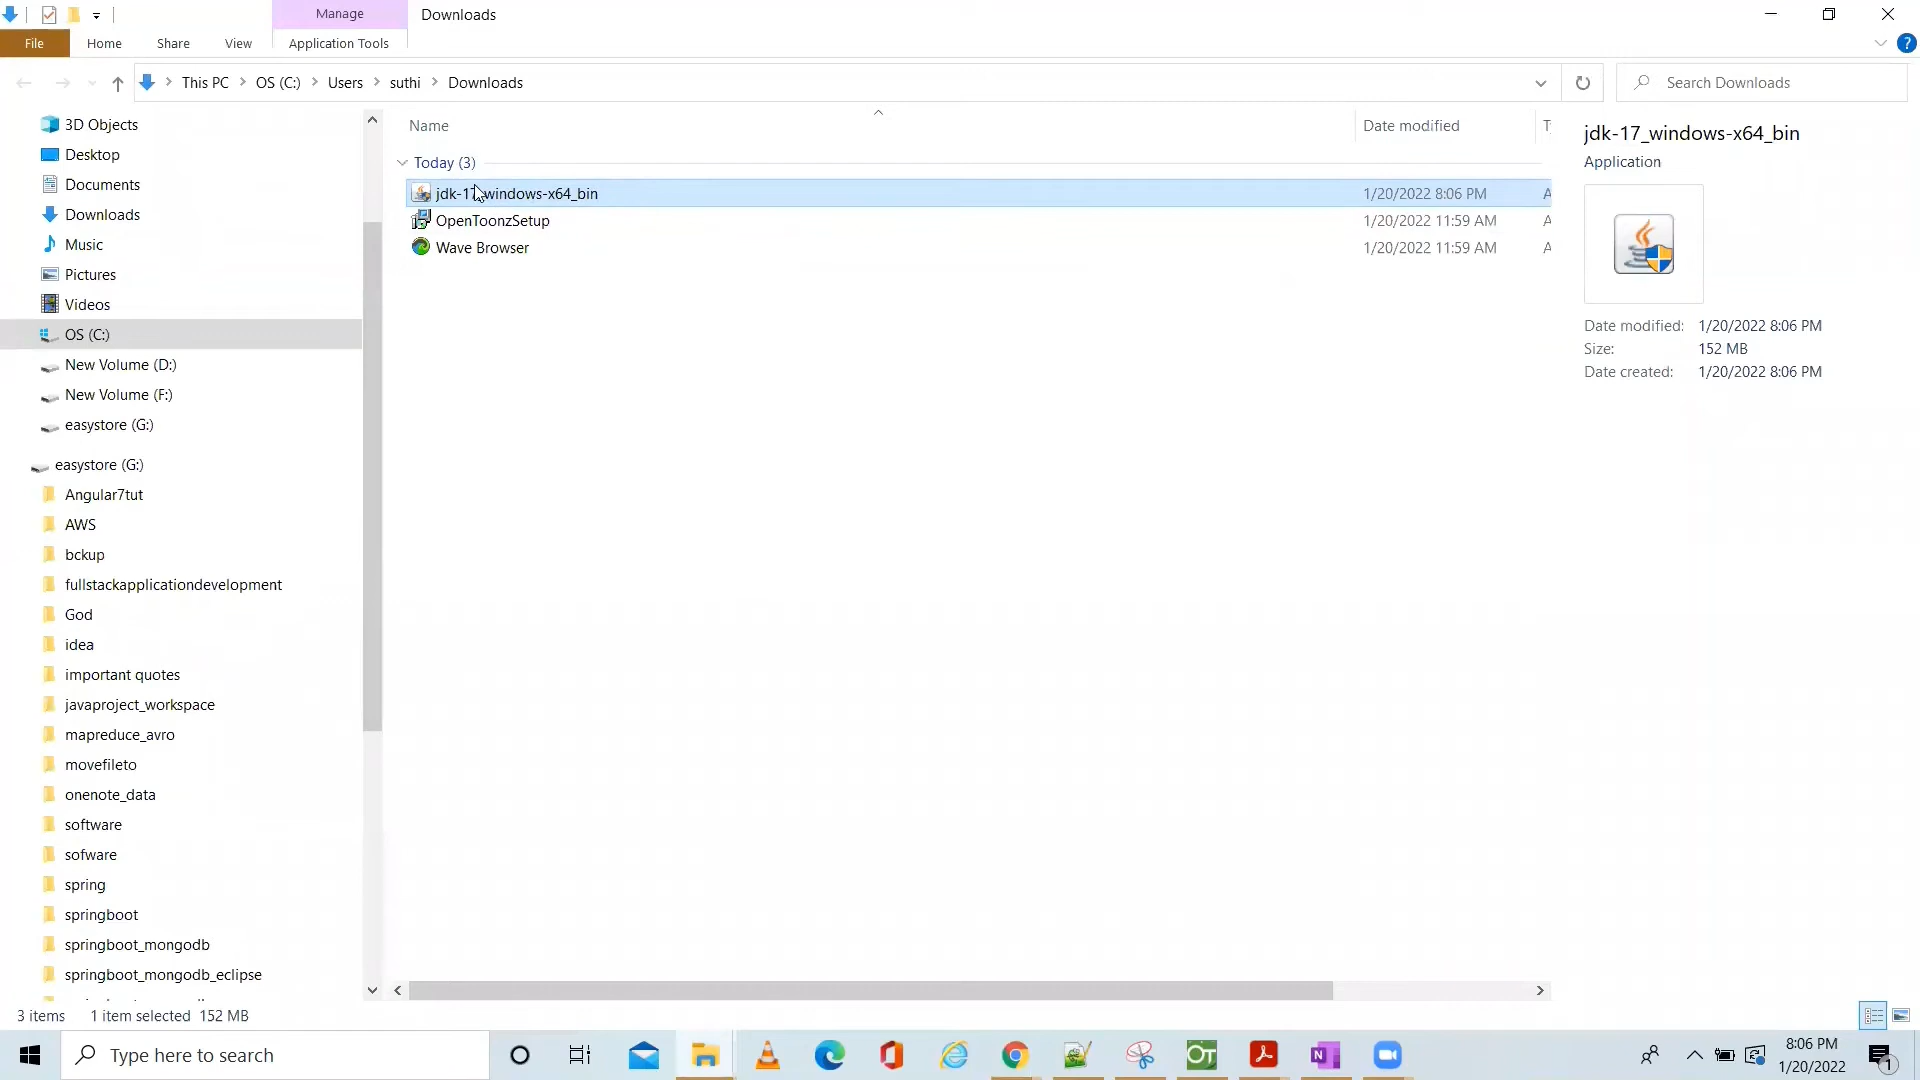 Manage
Downloads
File
Home
Share
View
Application Tools
?
This PC
OS (C:)
Users
suthi
Downloads
Search Downloads
3D Objects
Desktop
Documents
Downloads
Music
Pictures
Videos
OS (C:)
New Volume (D:)
New Volume (F:)
easystore (G:)
easystore (G:)
Angular7tut
AWS
bckup
fullstackapplicationdevelopment
God
idea
important quotes
javaproject_workspace
mapreduce_avro
movefileto
onenote_data
software
sofware
spring
springboot
springboot_mongodb
springboot_mongodb_eclipse
Name
Date modified
Today (3)
jdk-17_windows-x64_bin
1/20/2022 8:06 PM
A
OpenToonzSetup
1/20/2022 11:59 AM
A
Wave Browser
1/20/2022 11:59 AM
A
jdk-17_windows-x64_bin
Application
Date modified: 1/20/2022 8:06 PM
Size: 152 MB
Date created: 1/20/2022 8:06 PM
3 items
1 item selected 152 MB
Type here to search
OT
N
8:06 PM
1/20/2022
1